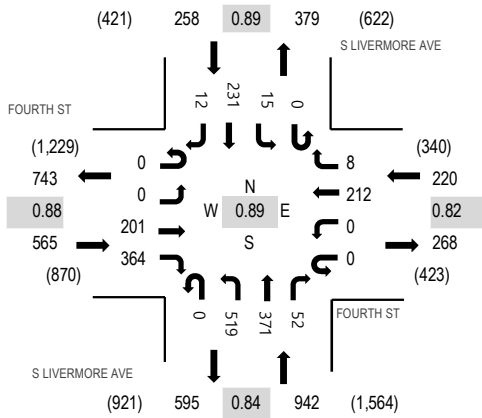 (421) 258 0.89 379 (622)
S LIVERMORE AVE
12 231 15 0
FOURTH ST
(1,229) (340)
743 0 8 220
0 N 212
0.88 W 0.89 E 0.82
201 S 0
565 364 0 268
(870) (423)
0 519 371 52
FOURTH ST
S LIVERMORE AVE
(921) 595 0.84 942 (1,564)